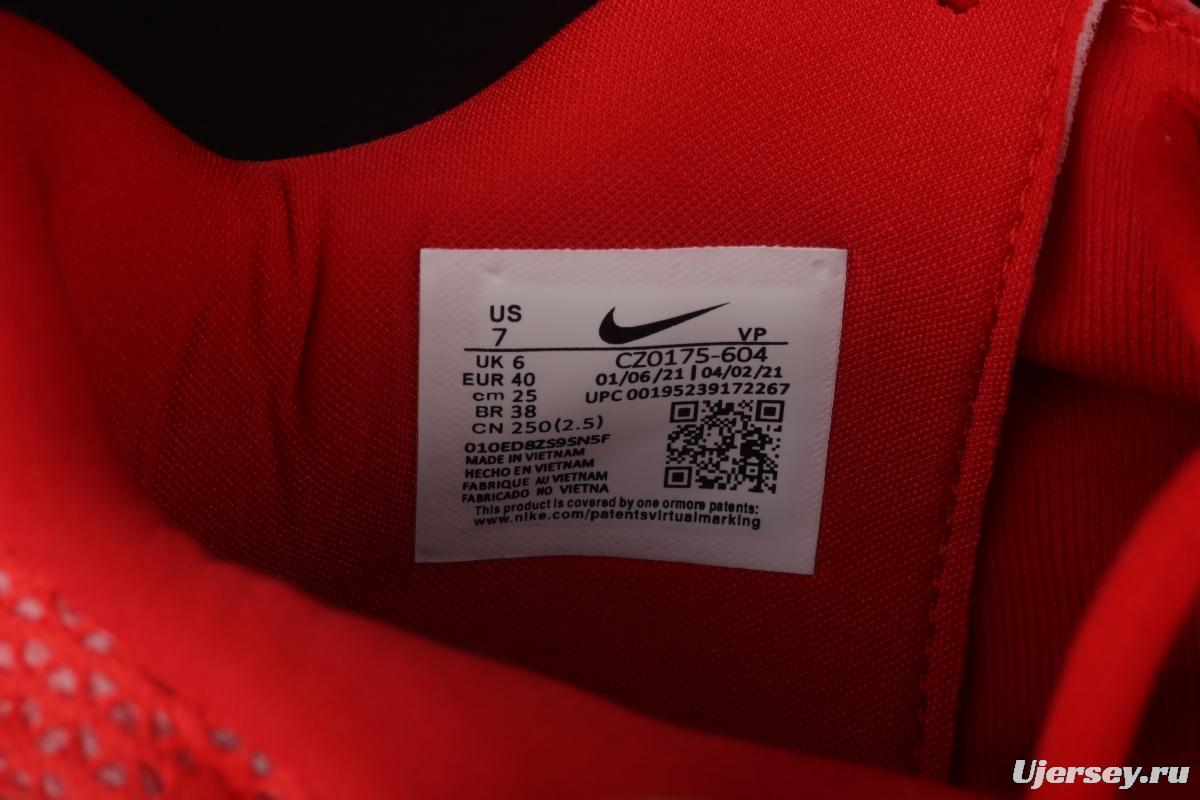 US
7
VP
UK 6
CZ0175-604
EUR 40
01/06/21 | 04/02/21
cm 25
UPC 00195239172267
BR 38
CN 250(2.5)
010ED8ZS9SN5F
MADE IN VIETNAM
HECHO EN VIETNAM
FABRIQUE AU VIETNAM
FABRICADO NO VIETNA
This product is covered by one ormore patents:
www.nike.com/patentsvirtualmarking
Ujersey.ru